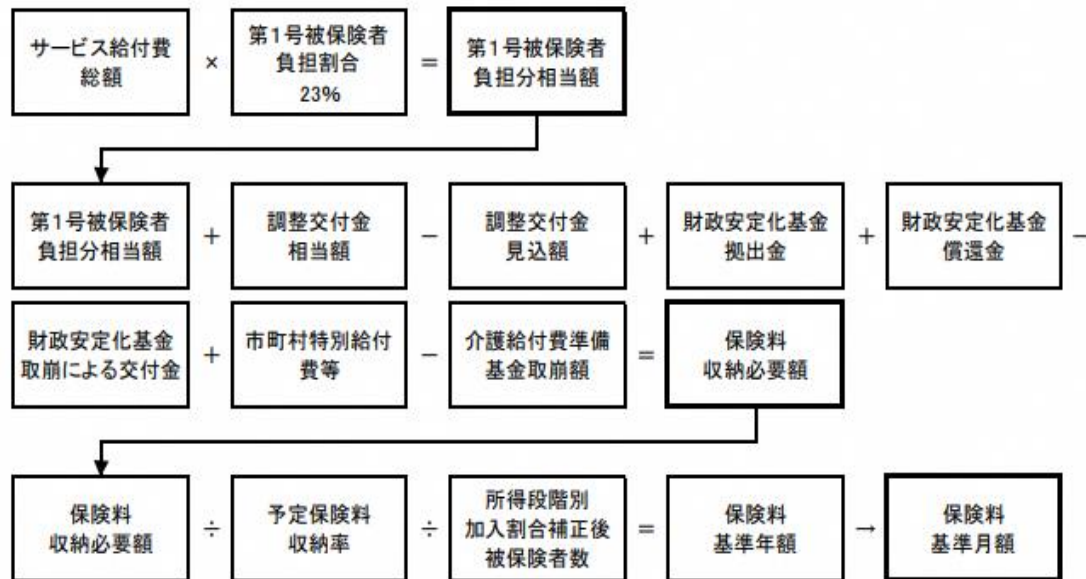 サービス給付費
総額
×
第1号被保険者
負担割合
23%
=
第1号被保険者
負担分相当額
第1号被保険者
負担分相当額
+
調整交付金
相当額
−
調整交付金
見込額
+
財政安定化基金
拠出金
+
財政安定化基金
償還金
−
財政安定化基金
取崩による交付金
+
市町村特別給付
費等
−
介護給付費準備
基金取崩額
=
保険料
収納必要額
保険料
収納必要額
÷
予定保険料
収納率
÷
所得段階別
加入割合補正後
被保険者数
=
保険料
基準年額
→
保険料
基準月額